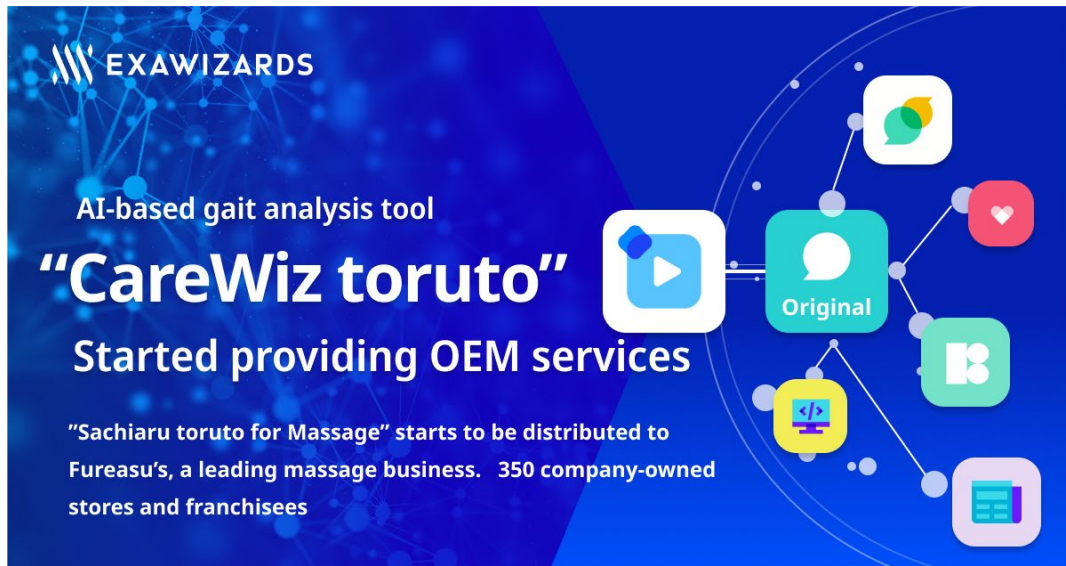 EXAWIZARDS
AI-based gait analysis tool
“CareWiz toruto”
Started providing OEM services
”Sachiaru toruto for Massage” starts to be distributed to
Fureasu’s, a leading massage business.   350 company-owned
stores and franchisees
Original
</>